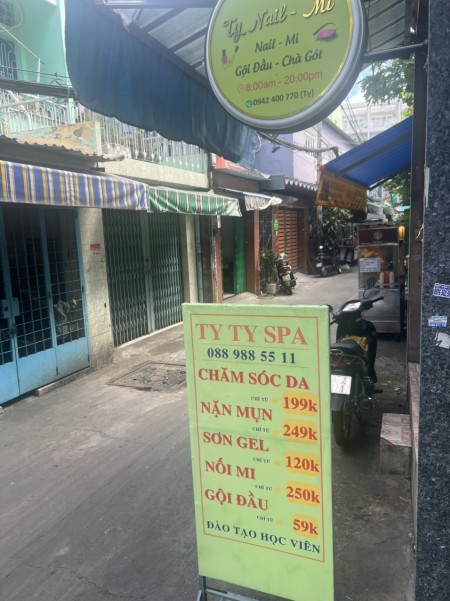 Ty Nail - Mi
Nail - Mi
Gội Đầu - Chà Gót
8.00am - 20:00pm
0942 400 770 (Ty)
TY TY SPA
088 988 55 11
CHĂM SÓC DA
CHỈ TỪ 199k
NẶN MỤN
CHỈ TỪ 249k
SƠN GEL
CHỈ TỪ 120k
NỐI MI
CHỈ TỪ 250k
GỘI ĐẦU
CHỈ TỪ 59k
ĐÀO TẠO HỌC VIÊN